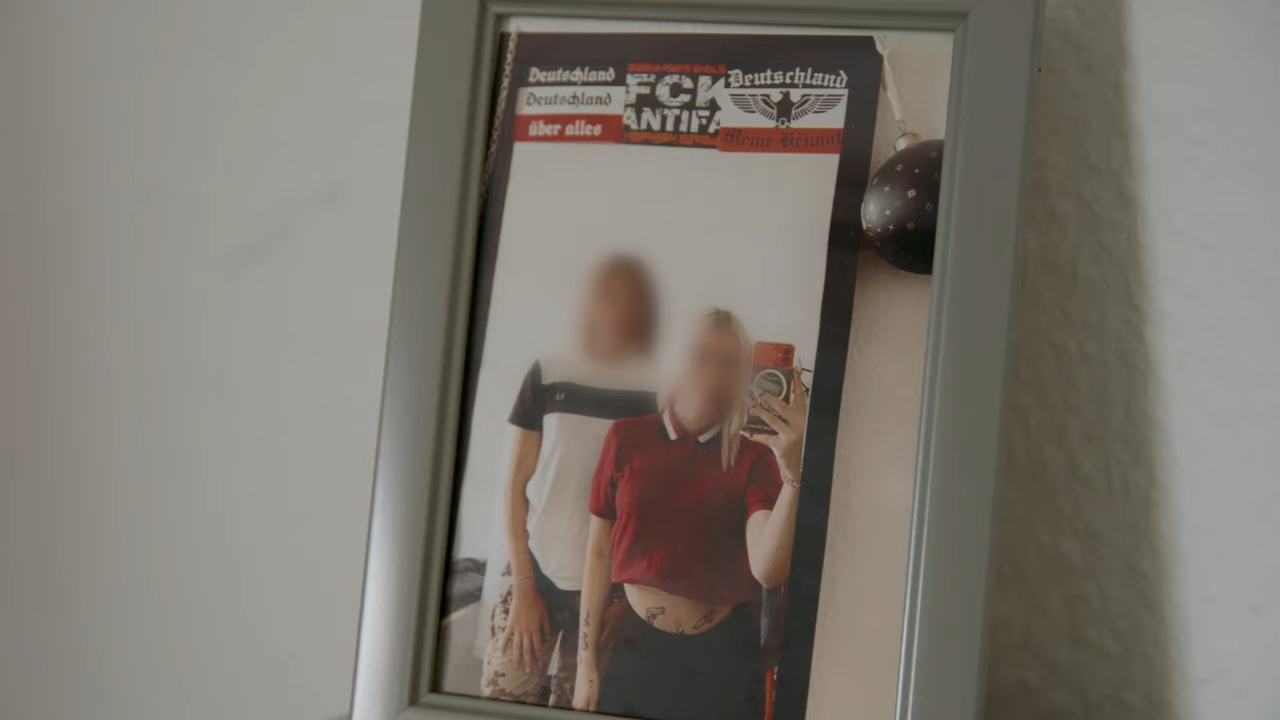 Deutschland
Deutschland
über alles
FCK
ANTIFA
Deutschland
Meine Heimat